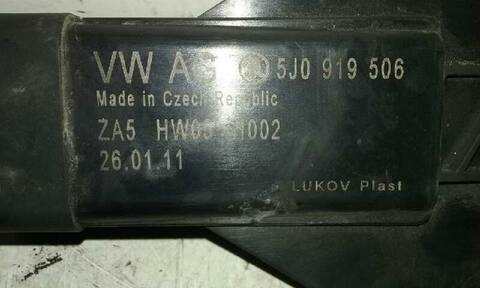 VW AG 5J0 919 506
Made in Czech Republic
ZA5
26.01.11
LUKOV Plast